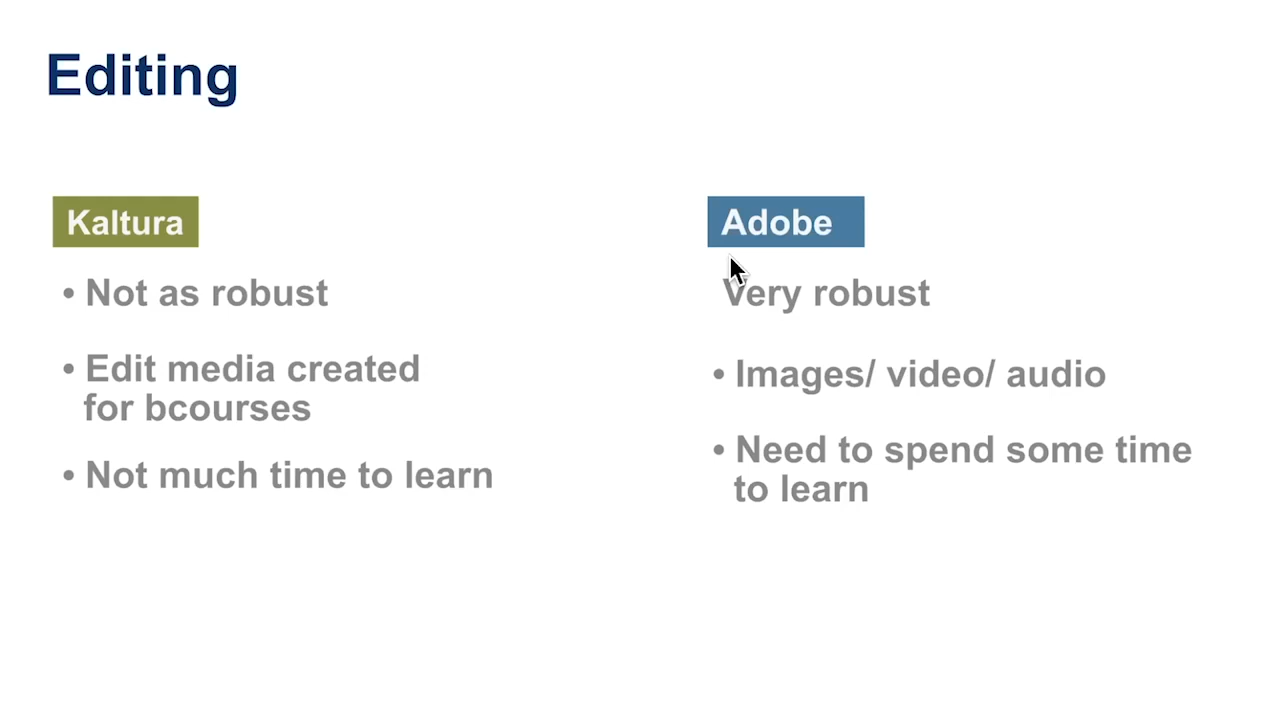 Editing
Kaltura
• Not as robust
• Edit media created
for bcourses
• Not much time to learn
Adobe
Very robust
• Images/ video/ audio
• Need to spend some time
to learn